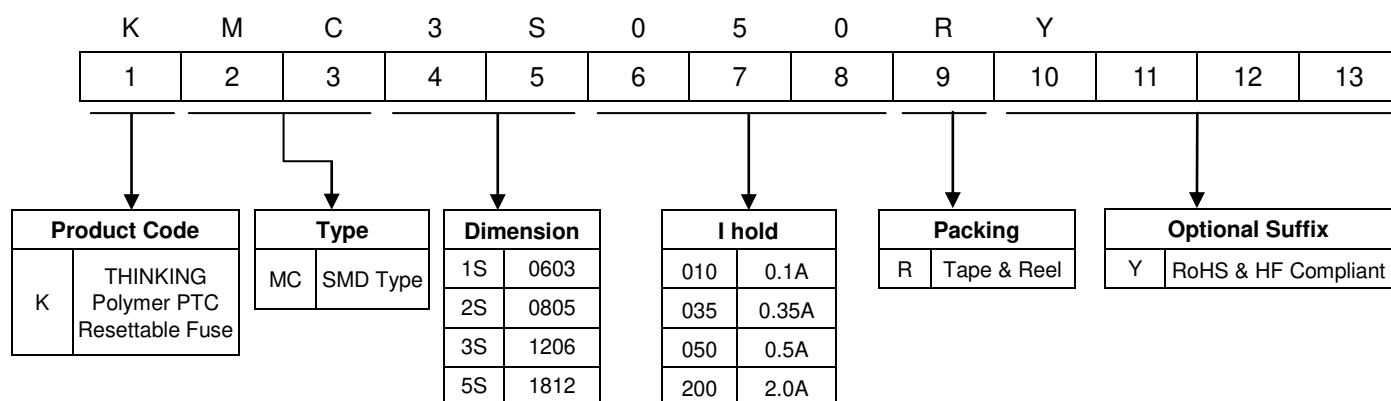 K M C 3 S 0 5 0 R Y
1 2 3 4 5 6 7 8 9 10 11 12 13
Product Code
K THINKING
Polymer PTC
Resettable Fuse
Type
MC SMD Type
Dimension
1S 0603
2S 0805
3S 1206
5S 1812
I hold
010 0.1A
035 0.35A
050 0.5A
200 2.0A
Packing
R Tape & Reel
Optional Suffix
Y RoHS & HF Compliant